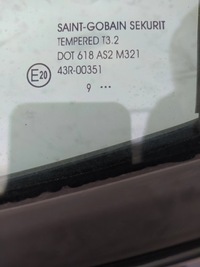 SAINT-GOBAIN SEKURIT
TEMPERED T3.2
DOT 618 AS2 M321
E20 43R-00351
9 ...